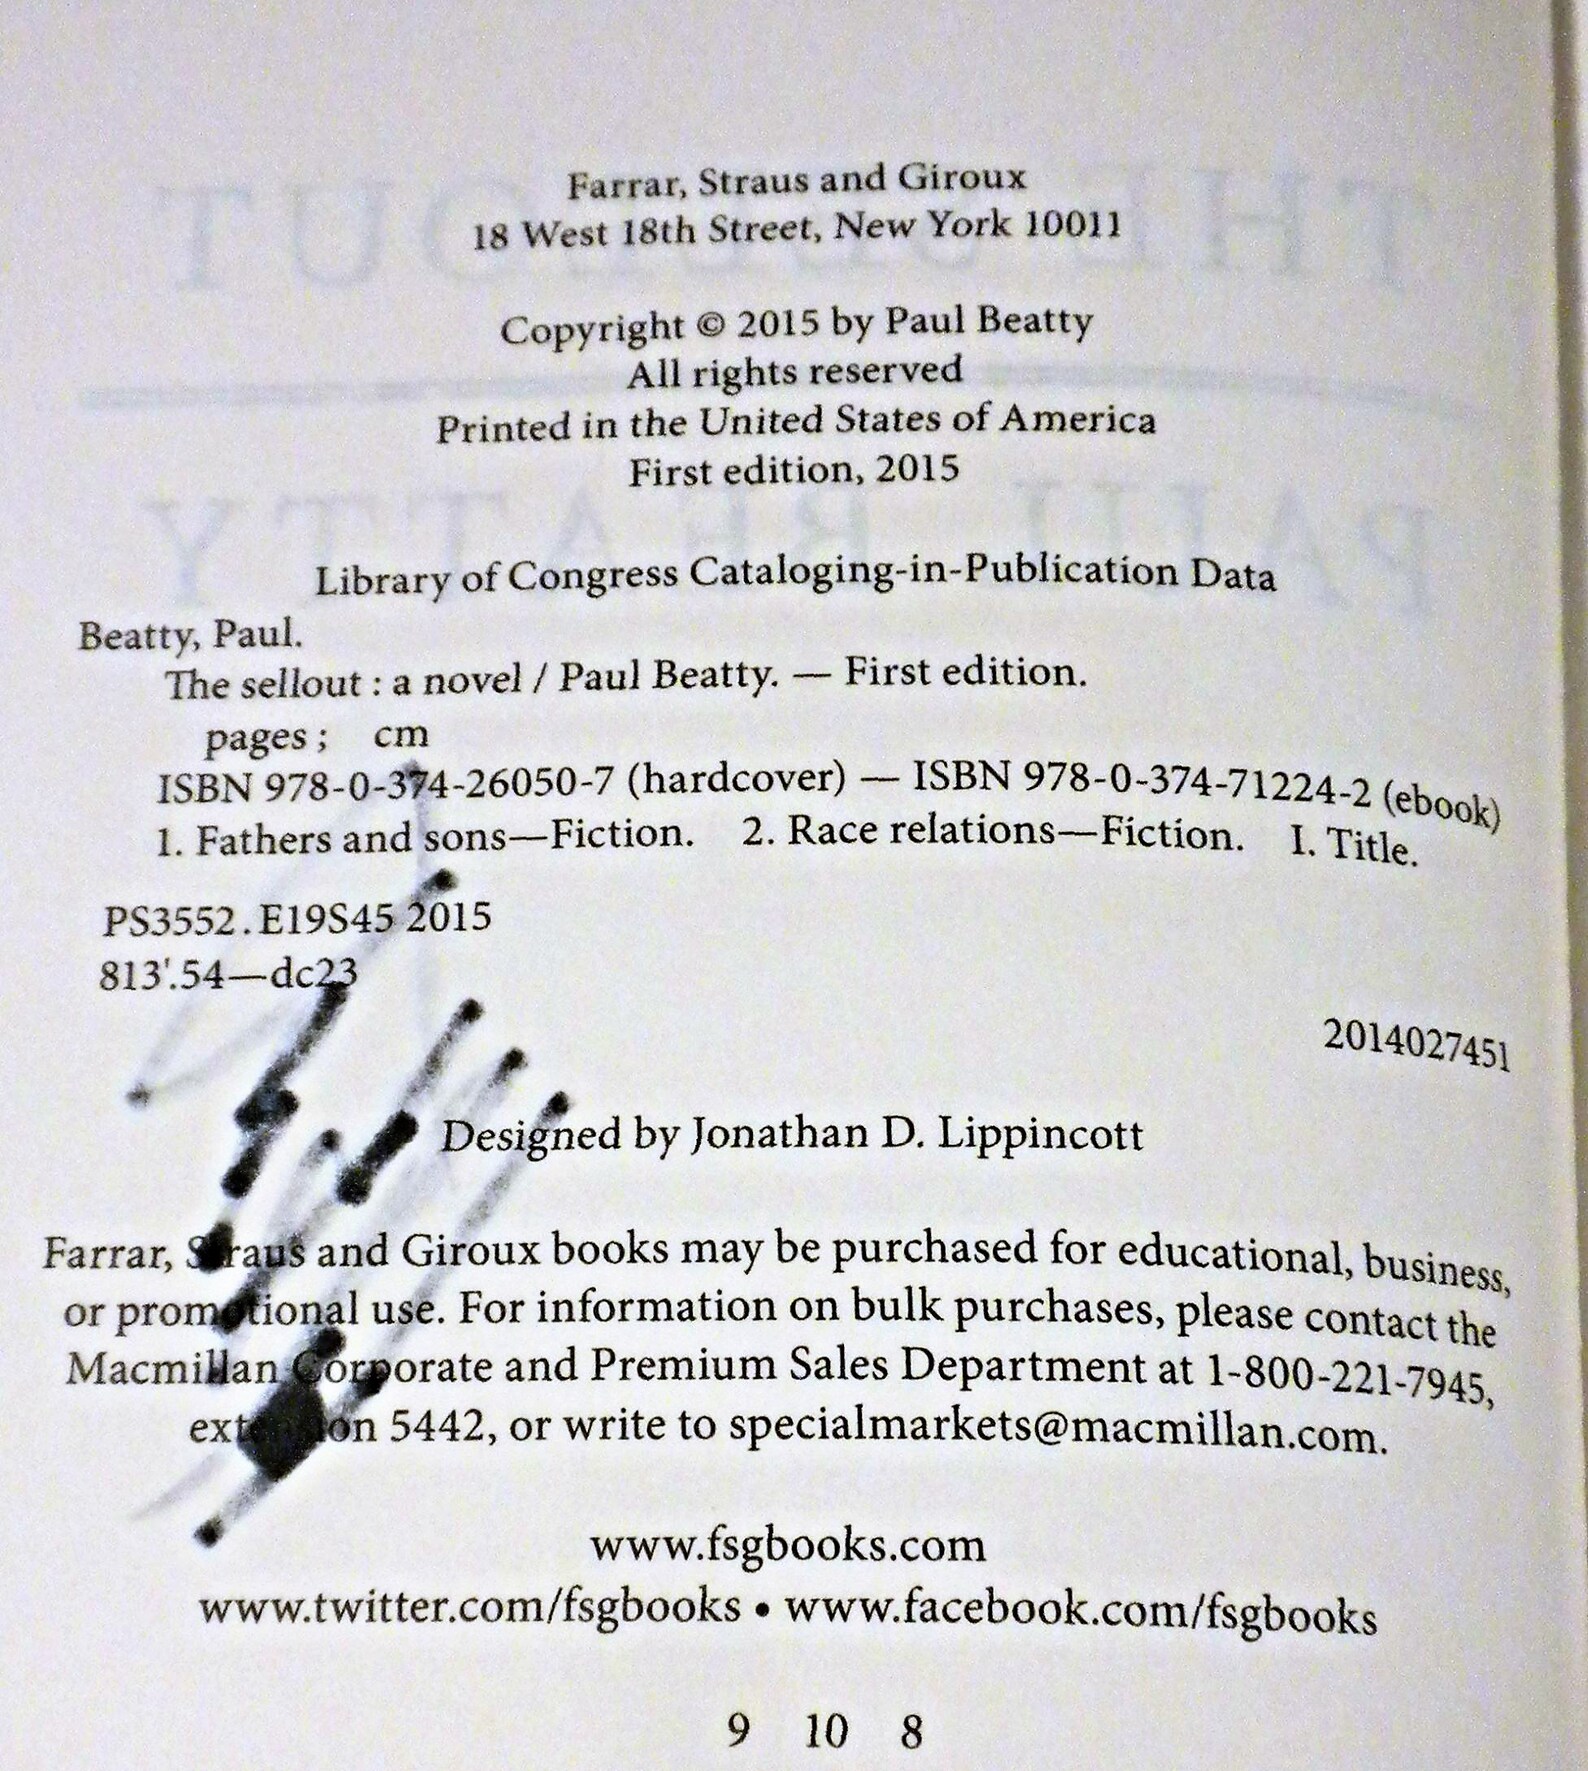 Farrar, Straus and Giroux
18 West 18th Street, New York 10011
Copyright © 2015 by Paul Beatty
All rights reserved
Printed in the United States of America
First edition, 2015
Library of Congress Cataloging-in-Publication Data
Beatty, Paul.
The sellout : a novel / Paul Beatty. — First edition.
pages ; cm
ISBN 978-0-374-26050-7 (hardcover) — ISBN 978-0-374-71224-2 (ebook)
1. Fathers and sons—Fiction. 2. Race relations—Fiction. I. Title.
PS3552.E19S45 2015
813'.54—dc23
2014027451
Designed by Jonathan D. Lippincott
Farrar, Straus and Giroux books may be purchased for educational, business,
or promotional use. For information on bulk purchases, please contact the
Macmillan Corporate and Premium Sales Department at 1-800-221-7945,
extension 5442, or write to specialmarkets@macmillan.com.
www.fsgbooks.com
www.twitter.com/fsgbooks • www.facebook.com/fsgbooks
9 10 8